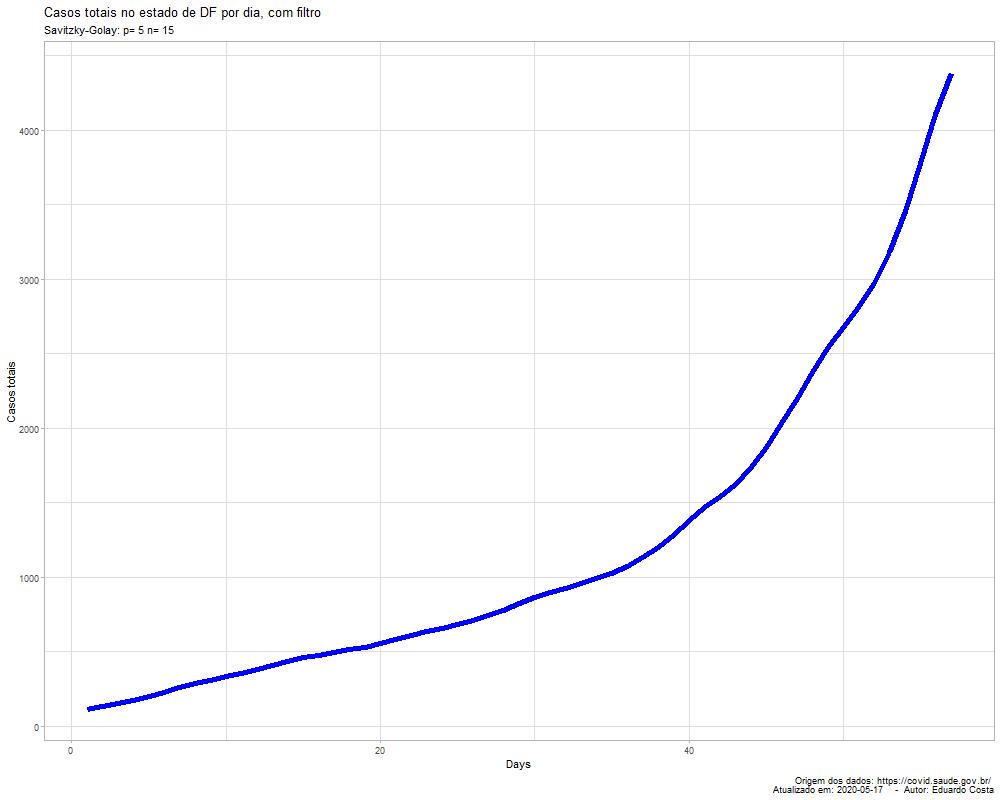 Casos totais no estado de DF por dia, com filtro
Savitzky-Golay: p= 5 n= 15
4000
3000
2000
1000
0
Casos totais
0 20 40
Days
Origem dos dados: https://covid.saude.gov.br/
Atualizado em: 2020-05-17 - Autor: Eduardo Costa